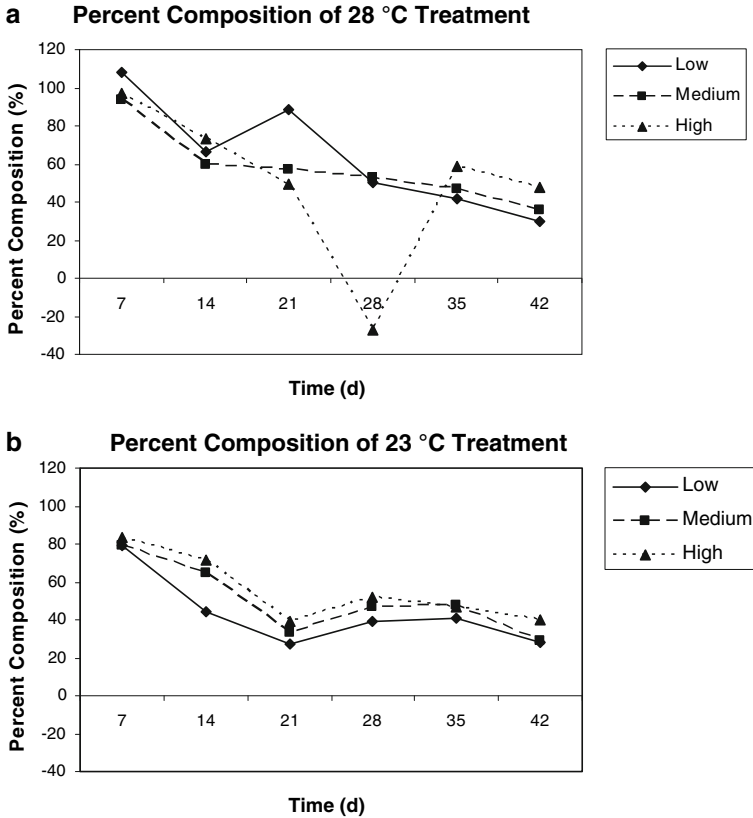 a Percent Composition of 28 °C Treatment
Percent Composition (%)
120
100
80
60
40
20
0
-20
-40
7 14 21 28 35 42
Time (d)
Low
Medium
High
b Percent Composition of 23 °C Treatment
Percent Composition (%)
120
100
80
60
40
20
0
-20
-40
7 14 21 28 35 42
Time (d)
Low
Medium
High